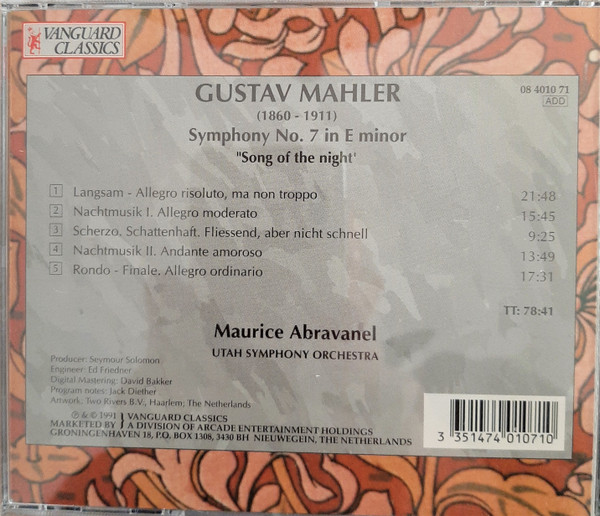 VANGUARD
CLASSICS
08 4010 71
ADD
GUSTAV MAHLER
(1860 - 1911)
Symphony No. 7 in E minor
"Song of the night'
1 Langsam - Allegro risoluto, ma non troppo 21:48
2 Nachtmusik I. Allegro moderato 15:45
3 Scherzo. Schattenhaft. Fliessend, aber nicht schnell 9:25
4 Nachtmusik II. Andante amoroso 13:49
5 Rondo - Finale. Allegro ordinario 17:31
TT: 78:41
Maurice Abravanel
UTAH SYMPHONY ORCHESTRA
Producer: Seymour Solomon
Engineer: Ed Friedner
Digital Mastering: David Bakker
Program notes: Jack Diether
Artwork: Two Rivers B.V., Haarlem, The Netherlands
℗ & © 1991 } VANGUARD CLASSICS
MARKETED BY } A DIVISION OF ARCADE ENTERTAINMENT HOLDINGS
GRONINGENHAVEN 18, P.O. BOX 1308, 3430 BH NIEUWEGEIN, THE NETHERLANDS
3 351474 010710